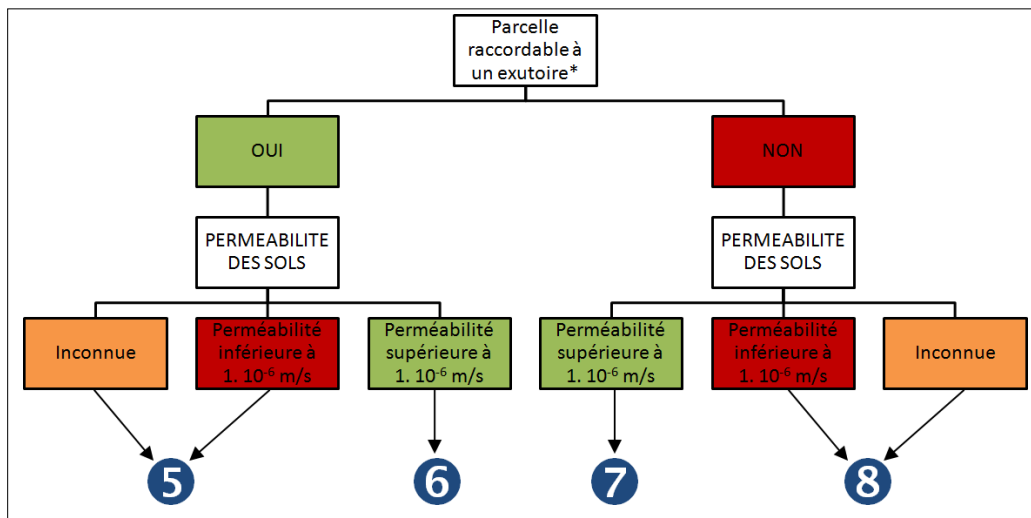 Parcelle
raccordable à
un exutoire*
OUI
NON
PERMEABILITE
DES SOLS
PERMEABILITE
DES SOLS
Inconnue
Perméabilité
inférieure à
1. 10⁻⁶ m/s
Perméabilité
supérieure à
1. 10⁻⁶ m/s
Perméabilité
supérieure à
1. 10⁻⁶ m/s
Perméabilité
inférieure à
1. 10⁻⁶ m/s
Inconnue
5
6
7
8